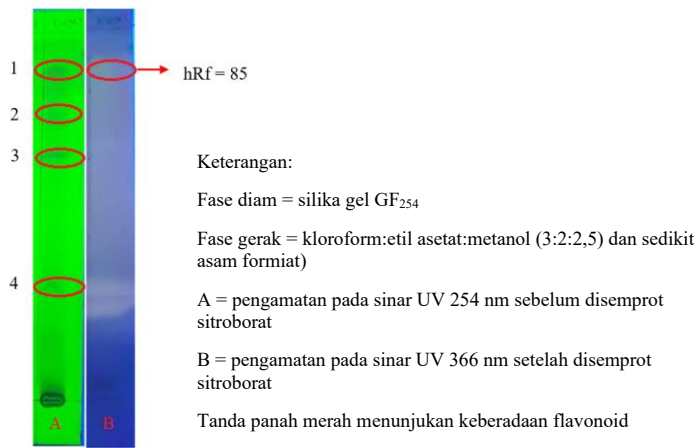 1
hRf = 85
2
3
Keterangan:
Fase diam = silika gel GF254
Fase gerak = kloroform:etil asetat:metanol (3:2:2,5) dan sedikit
asam formiat)
4
A = pengamatan pada sinar UV 254 nm sebelum disemprot
sitroborat
B = pengamatan pada sinar UV 366 nm setelah disemprot
sitroborat
Tanda panah merah menunjukan keberadaan flavonoid
A
B